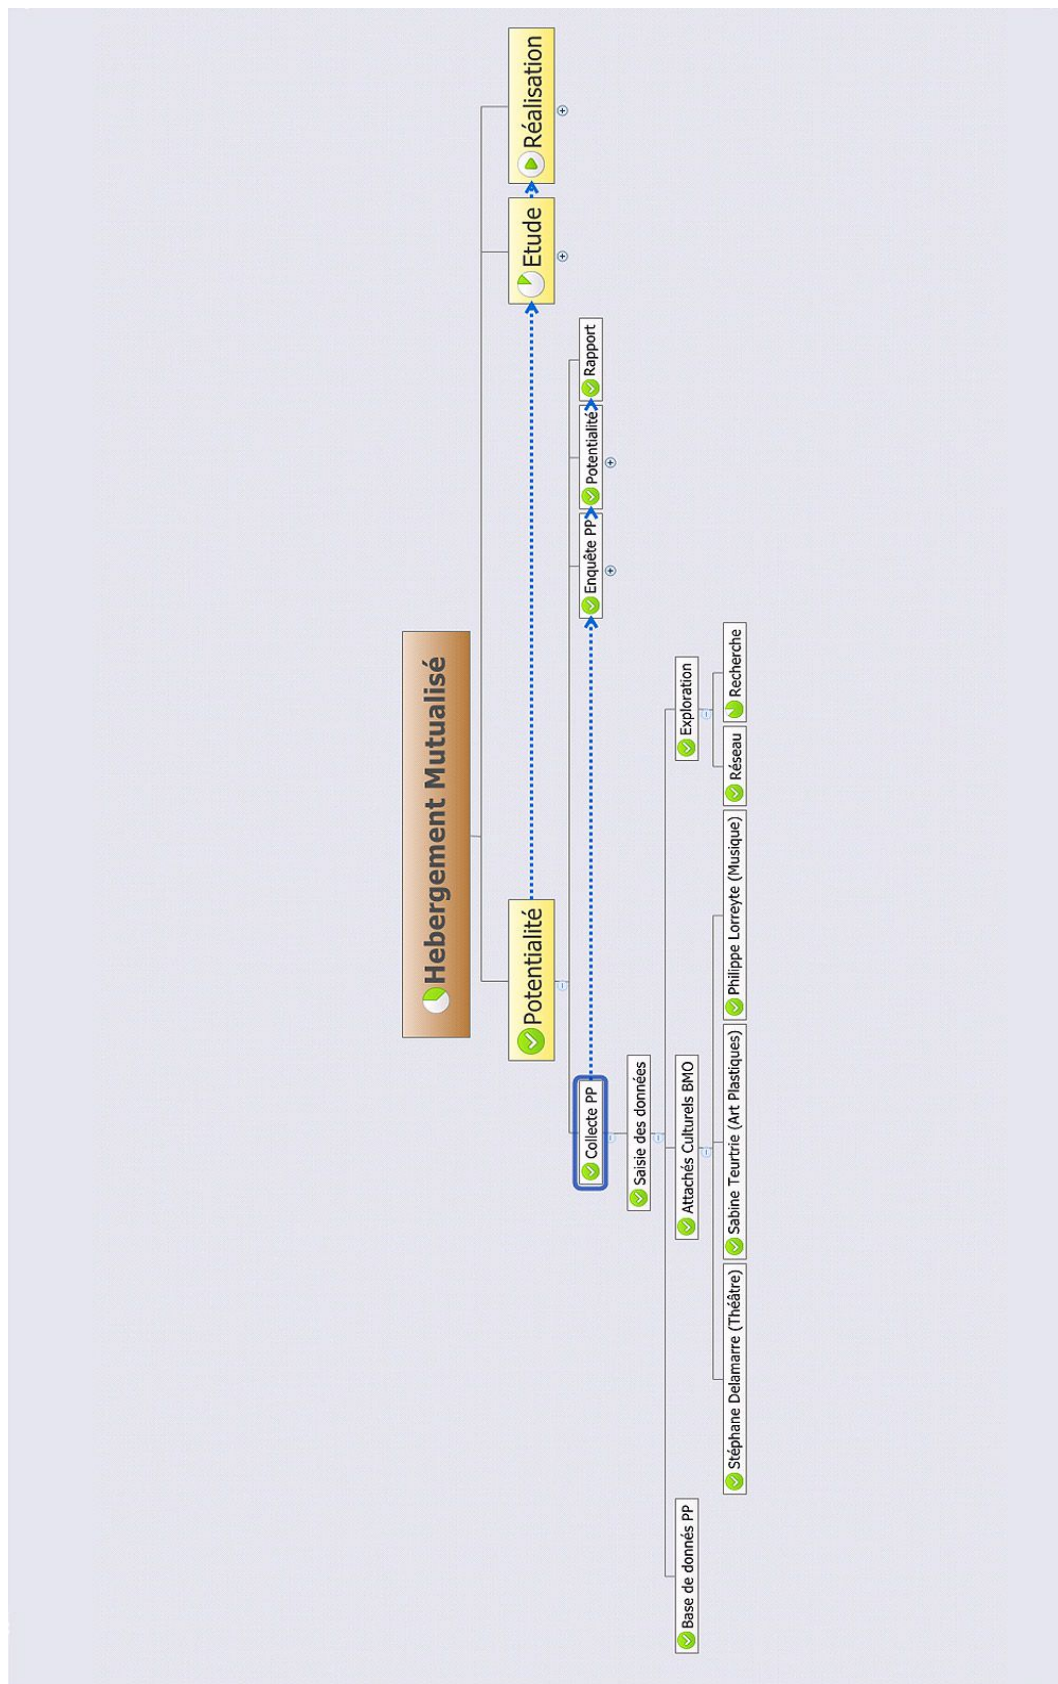 Hebergement Mutualisé
Potentialité
Etude
Réalisation
Collecte PP
Enquête PP
Potentialité
Rapport
Saisie des données
Base de donnés PP
Attachés Culturels BMO
Exploration
Stéphane Delamarre (Théâtre)
Sabine Teurtrie (Art Plastiques)
Philippe Lorreyte (Musique)
Réseau
Recherche